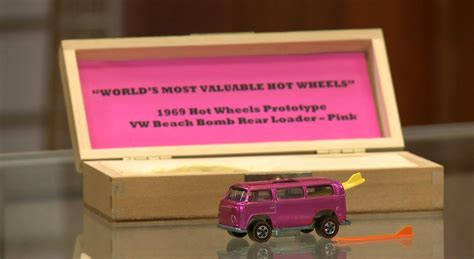 "WORLD'S MOST VALUABLE HOT WHEELS"
1969 Hot Wheels Prototype
VW Beach Bomb Rear Loader – Pink